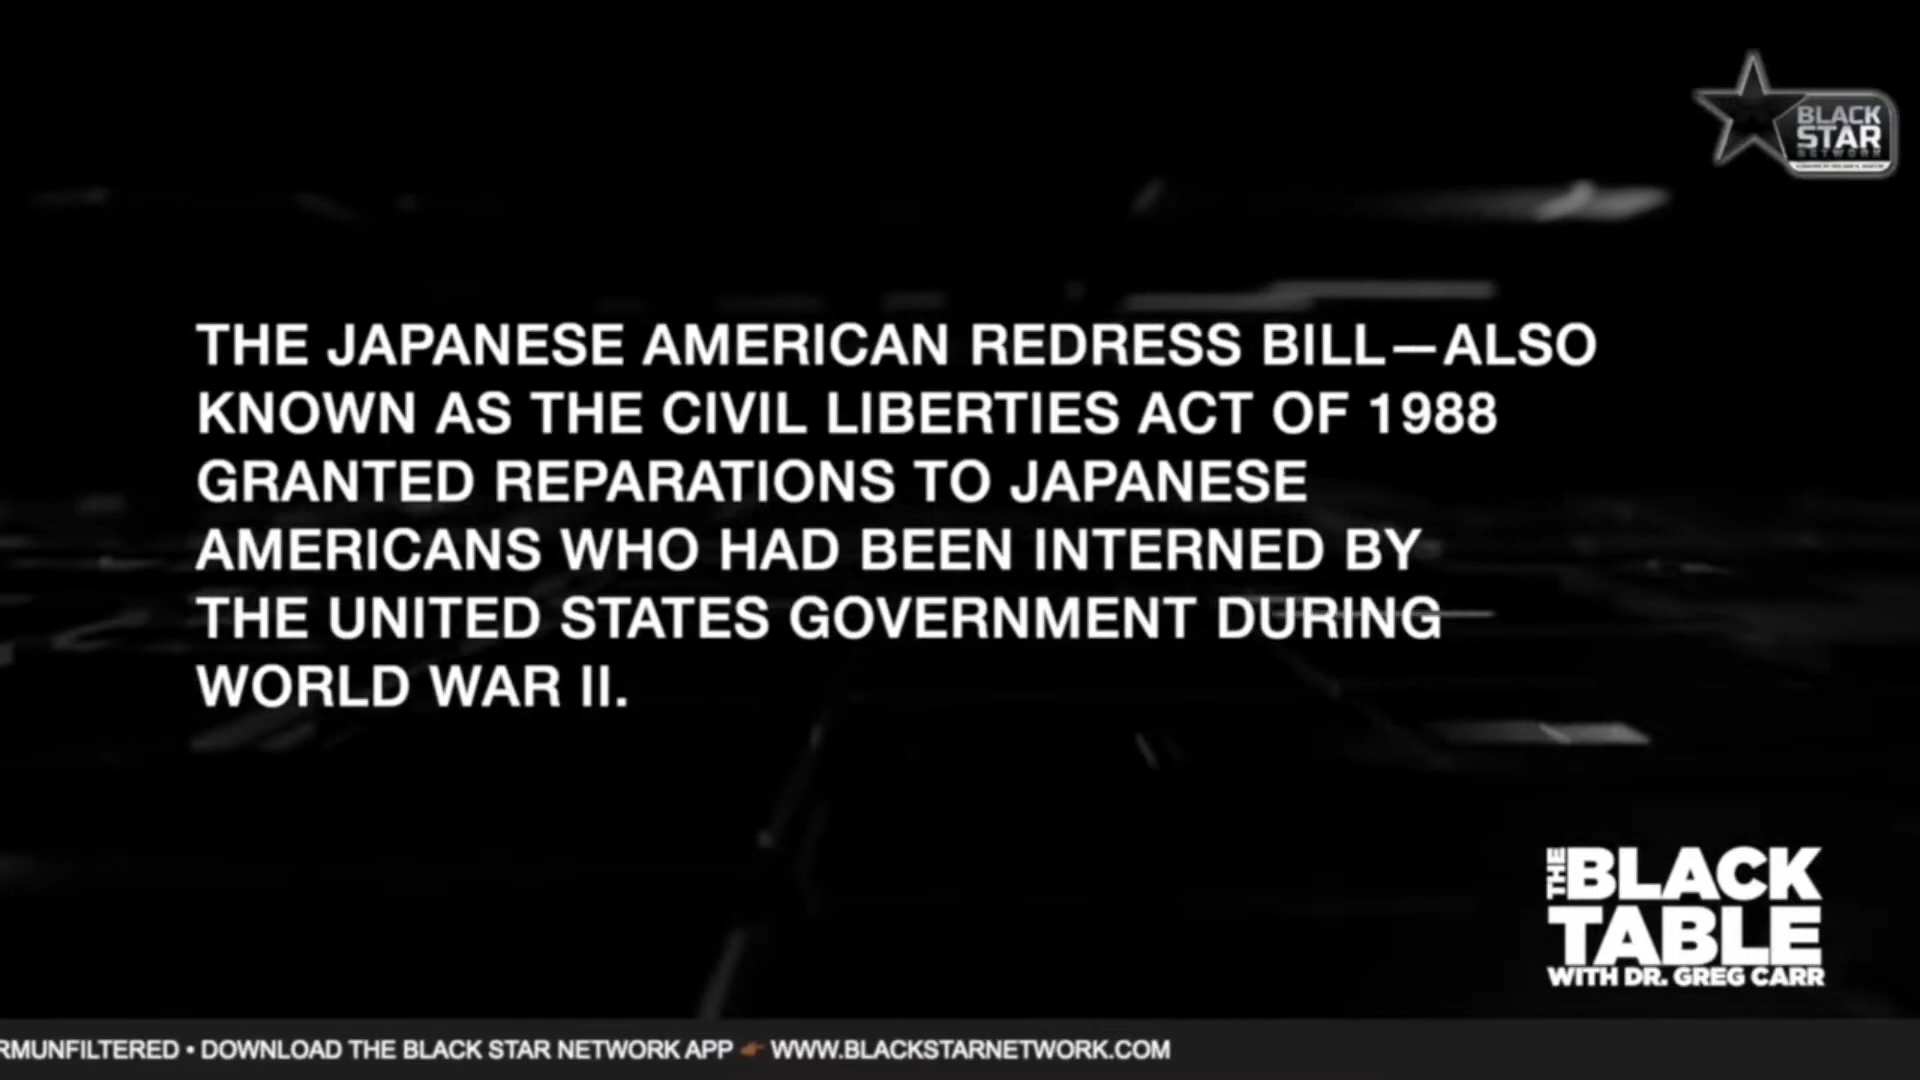 BLACK
STAR
NETWORK
THE JAPANESE AMERICAN REDRESS BILL—ALSO
KNOWN AS THE CIVIL LIBERTIES ACT OF 1988
GRANTED REPARATIONS TO JAPANESE
AMERICANS WHO HAD BEEN INTERNED BY
THE UNITED STATES GOVERNMENT DURING
WORLD WAR II.
THE BLACK
TABLE
WITH DR. GREG CARR
RMUNFILTERED • DOWNLOAD THE BLACK STAR NETWORK APP 👉 WWW.BLACKSTARNETWORK.COM